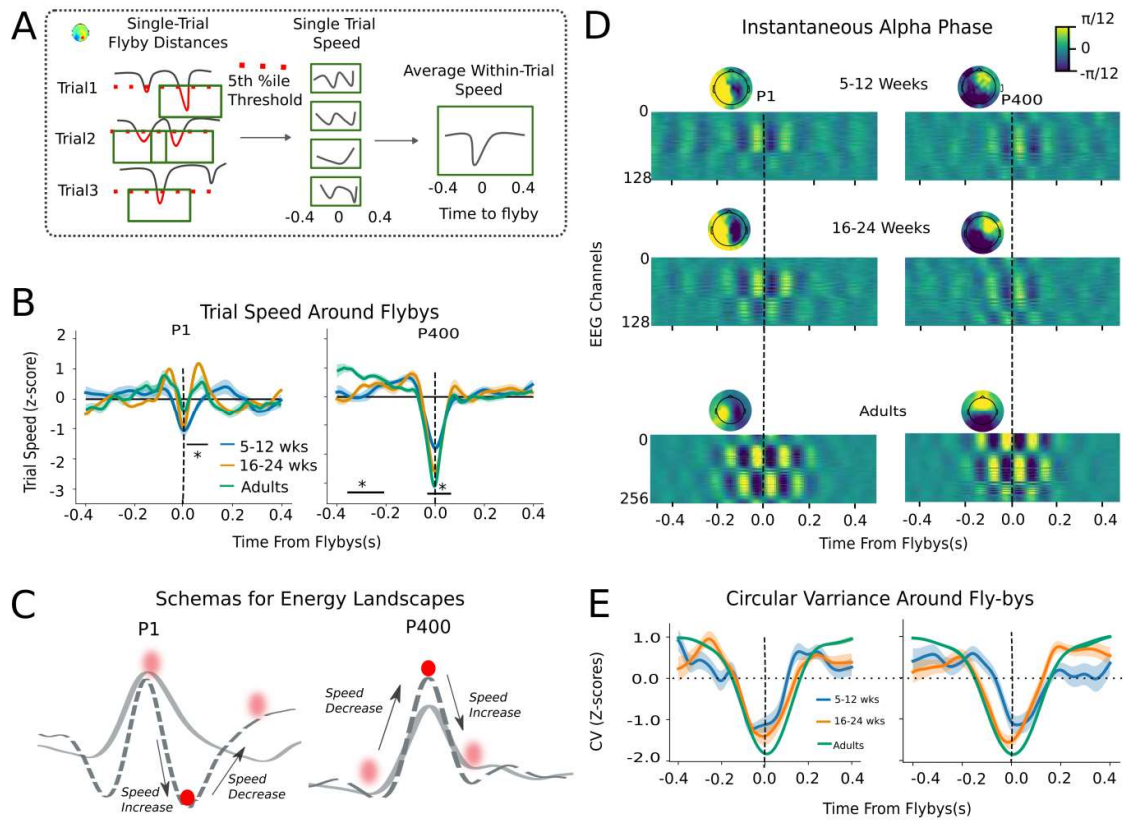 A
Single-Trial
Flyby Distances
Single Trial
Speed
5th %ile
Threshold
Average Within-Trial
Speed
Trial1
Trial2
Trial3
-0.4 0 0.4
-0.4 0 0.4
Time to flyby
B
Trial Speed Around Flybys
P1
P400
Trial Speed (z-score)
2
1
0
-1
-2
-3
*
5-12 wks
16-24 wks
Adults
* *
-0.4 -0.2 0.0 0.2 0.4
-0.4 -0.2 0.0 0.2 0.4
Time From Flybys(s)
C
Schemas for Energy Landscapes
P1
P400
Speed
Increase
Speed
Decrease
Speed
Decrease
Speed
Increase
D
Instantaneous Alpha Phase
π/12
0
-π/12
5-12 Weeks
P1
P400
0
128
16-24 Weeks
0
128
EEG Channels
Adults
0
256
-0.4 -0.2 0.0 0.2 0.4
-0.4 -0.2 0.0 0.2 0.4
Time From Flybys(s)
E
Circular Varriance Around Fly-bys
CV (Z-scores)
1.0
0.0
-1.0
-2.0
5-12 wks
16-24 wks
Adults
-0.4 -0.2 0.0 0.2 0.4
-0.4 -0.2 0.0 0.2 0.4
Time From Flybys(s)